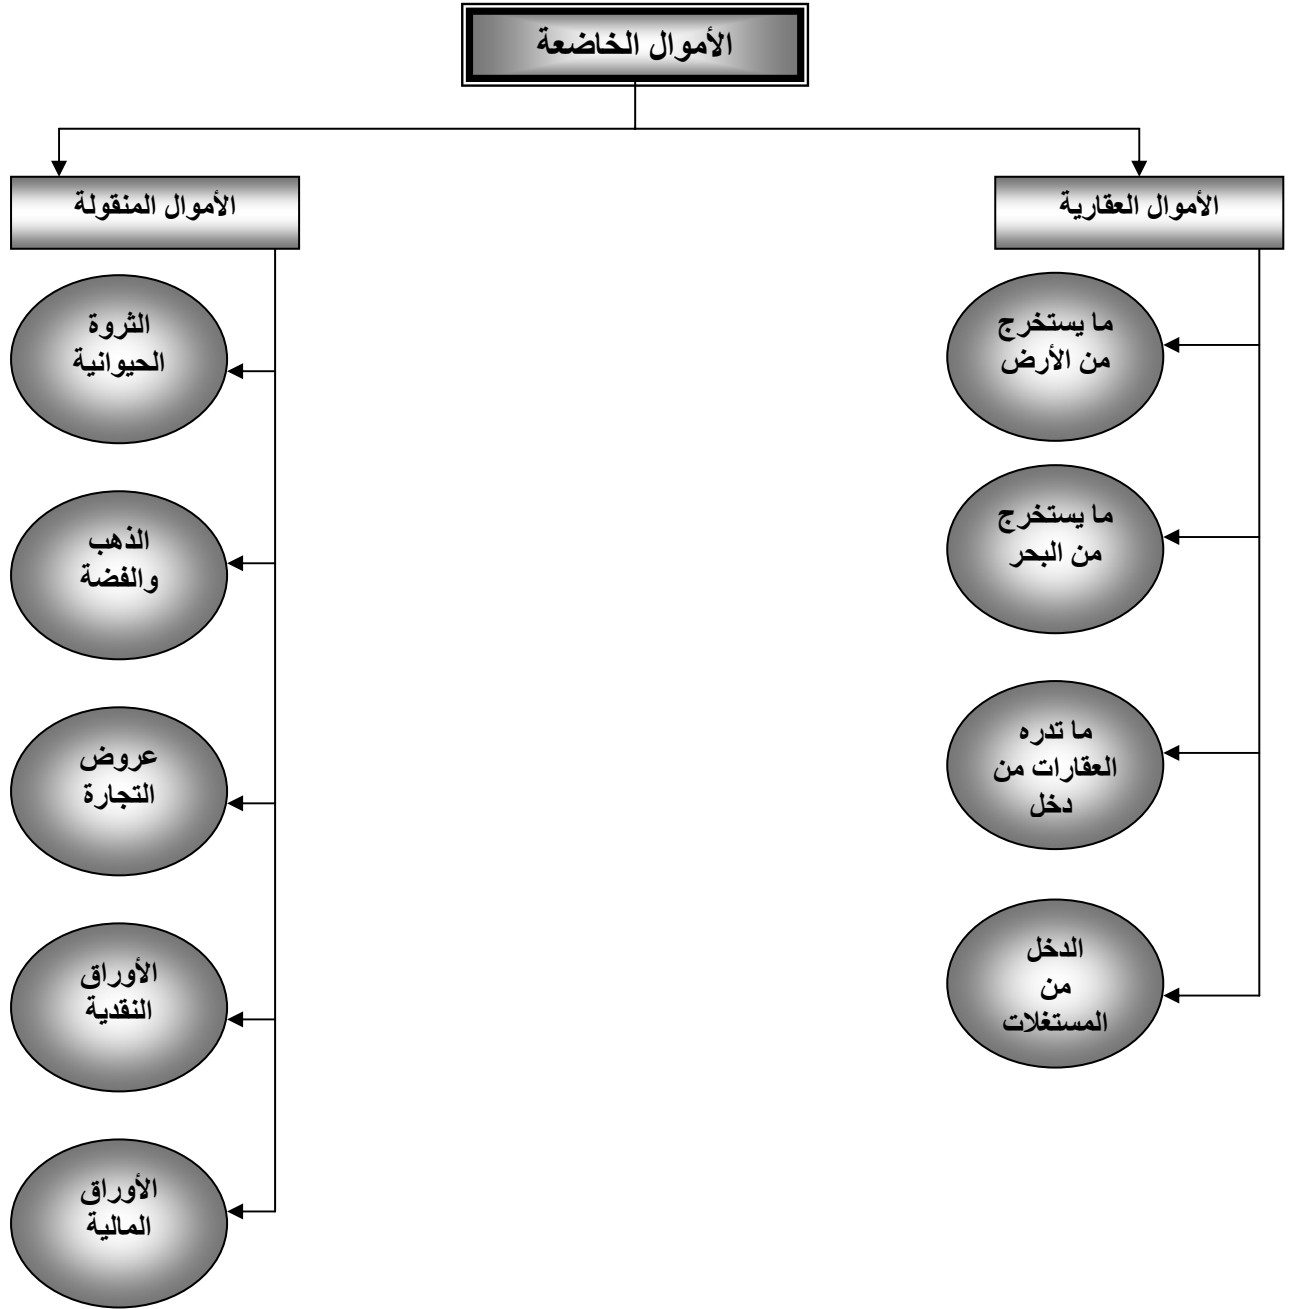 الأموال الخاضعة
الأموال العقارية
ما يستخرج
من الأرض
ما يستخرج
من البحر
ما تدره
العقارات من
دخل
الدخل
من
المستغلات
الأموال المنقولة
الثروة
الحيوانية
الذهب
والفضة
عروض
التجارة
الأوراق
النقدية
الأوراق
المالية